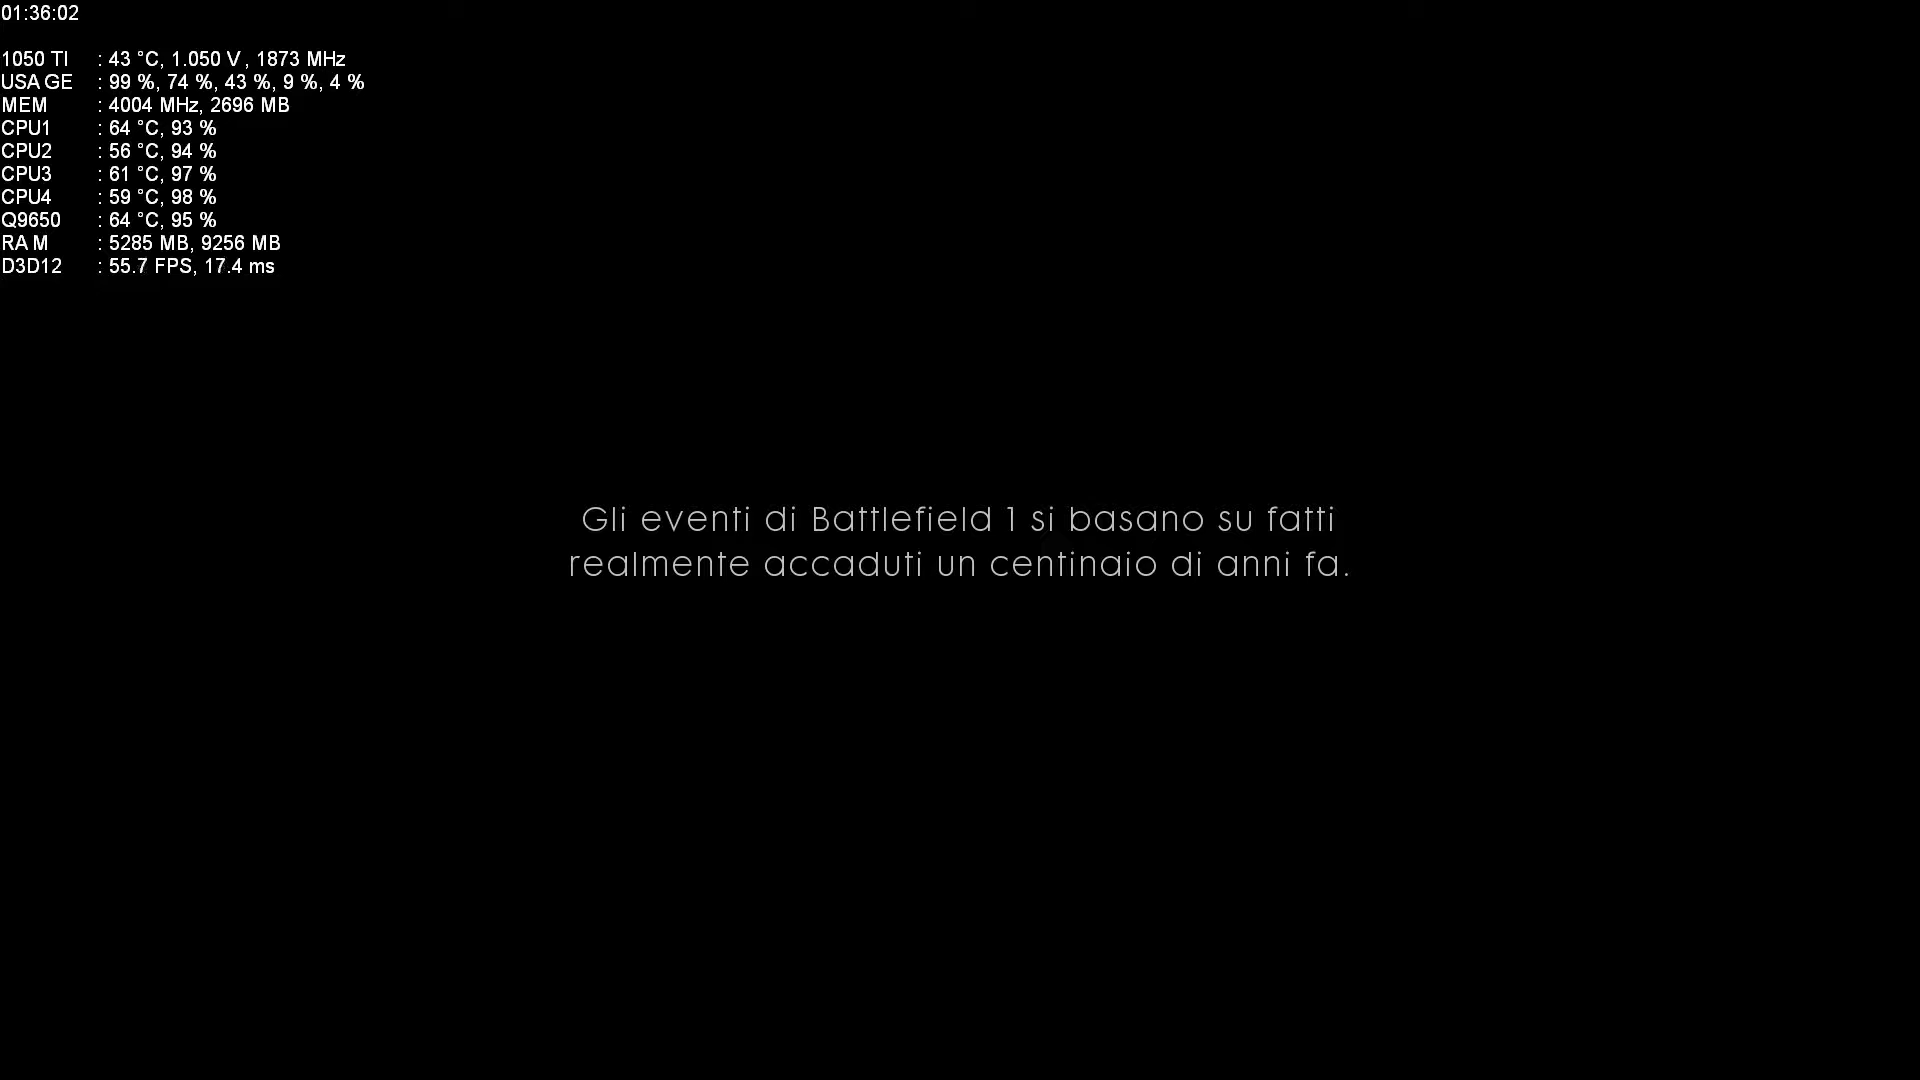 01:36:02
1050 TI : 43 °C, 1.050 V, 1873 MHz
USAGE : 99 %, 74 %, 43 %, 9 %, 4 %
MEM : 4004 MHz, 2696 MB
CPU1 : 64 °C, 93 %
CPU2 : 56 °C, 94 %
CPU3 : 61 °C, 97 %
CPU4 : 59 °C, 98 %
Q9650 : 64 °C, 95 %
RAM : 5285 MB, 9256 MB
D3D12 : 55.7 FPS, 17.4 ms
Gli eventi di Battlefield 1 si basano su fatti
realmente accaduti un centinaio di anni fa.